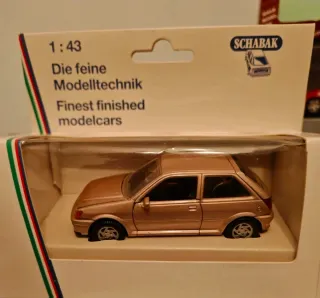 1:43
SCHABAK
Die feine
Modelltechnik
Finest finished
modelcars